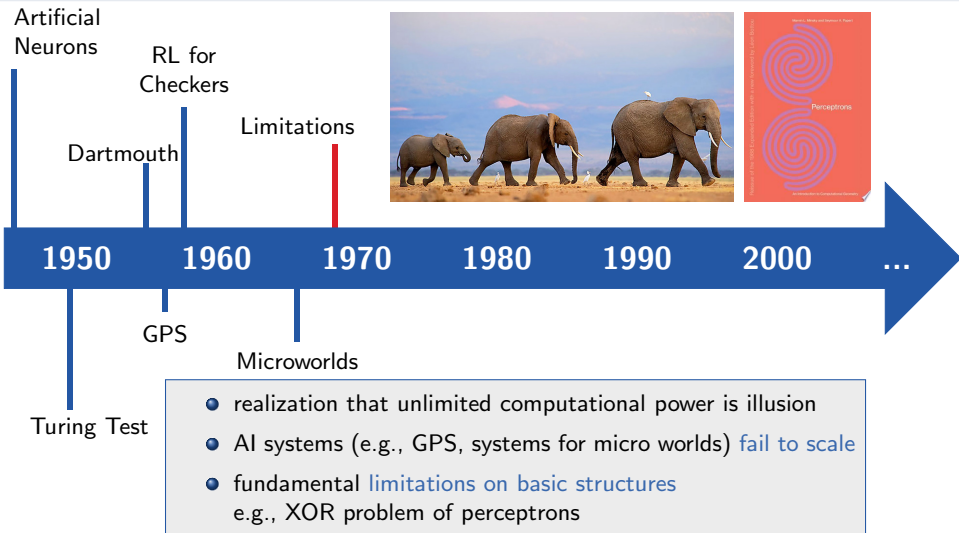 Artificial
Neurons
RL for
Checkers
Limitations
Dartmouth
Perceptrons
1950 1960 1970 1980 1990 2000 ...
GPS
Microworlds
Turing Test
realization that unlimited computational power is illusion
AI systems (e.g., GPS, systems for micro worlds) fail to scale
fundamental limitations on basic structures
e.g., XOR problem of perceptrons